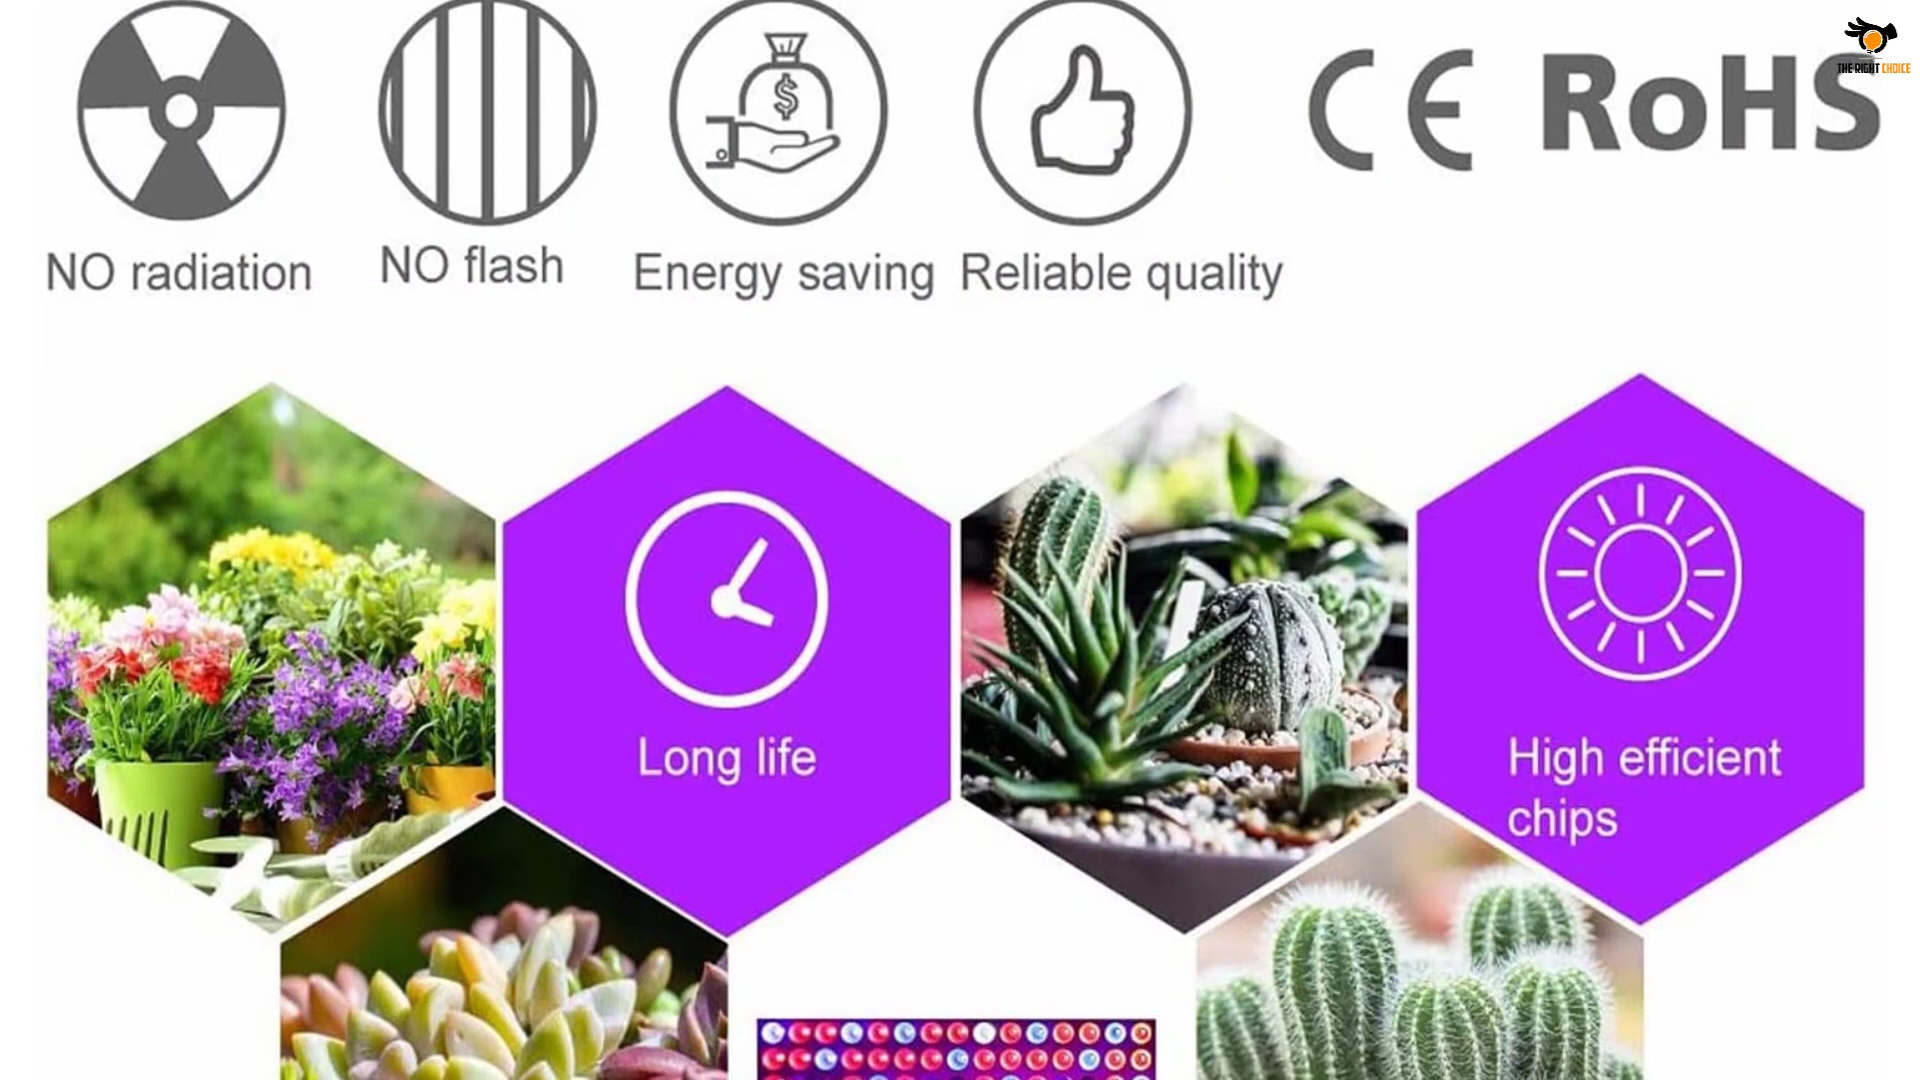 CE RoHS
THE RIGHT CHOICE
NO radiation
NO flash
Energy saving
Reliable quality
$
Long life
High efficient
chips